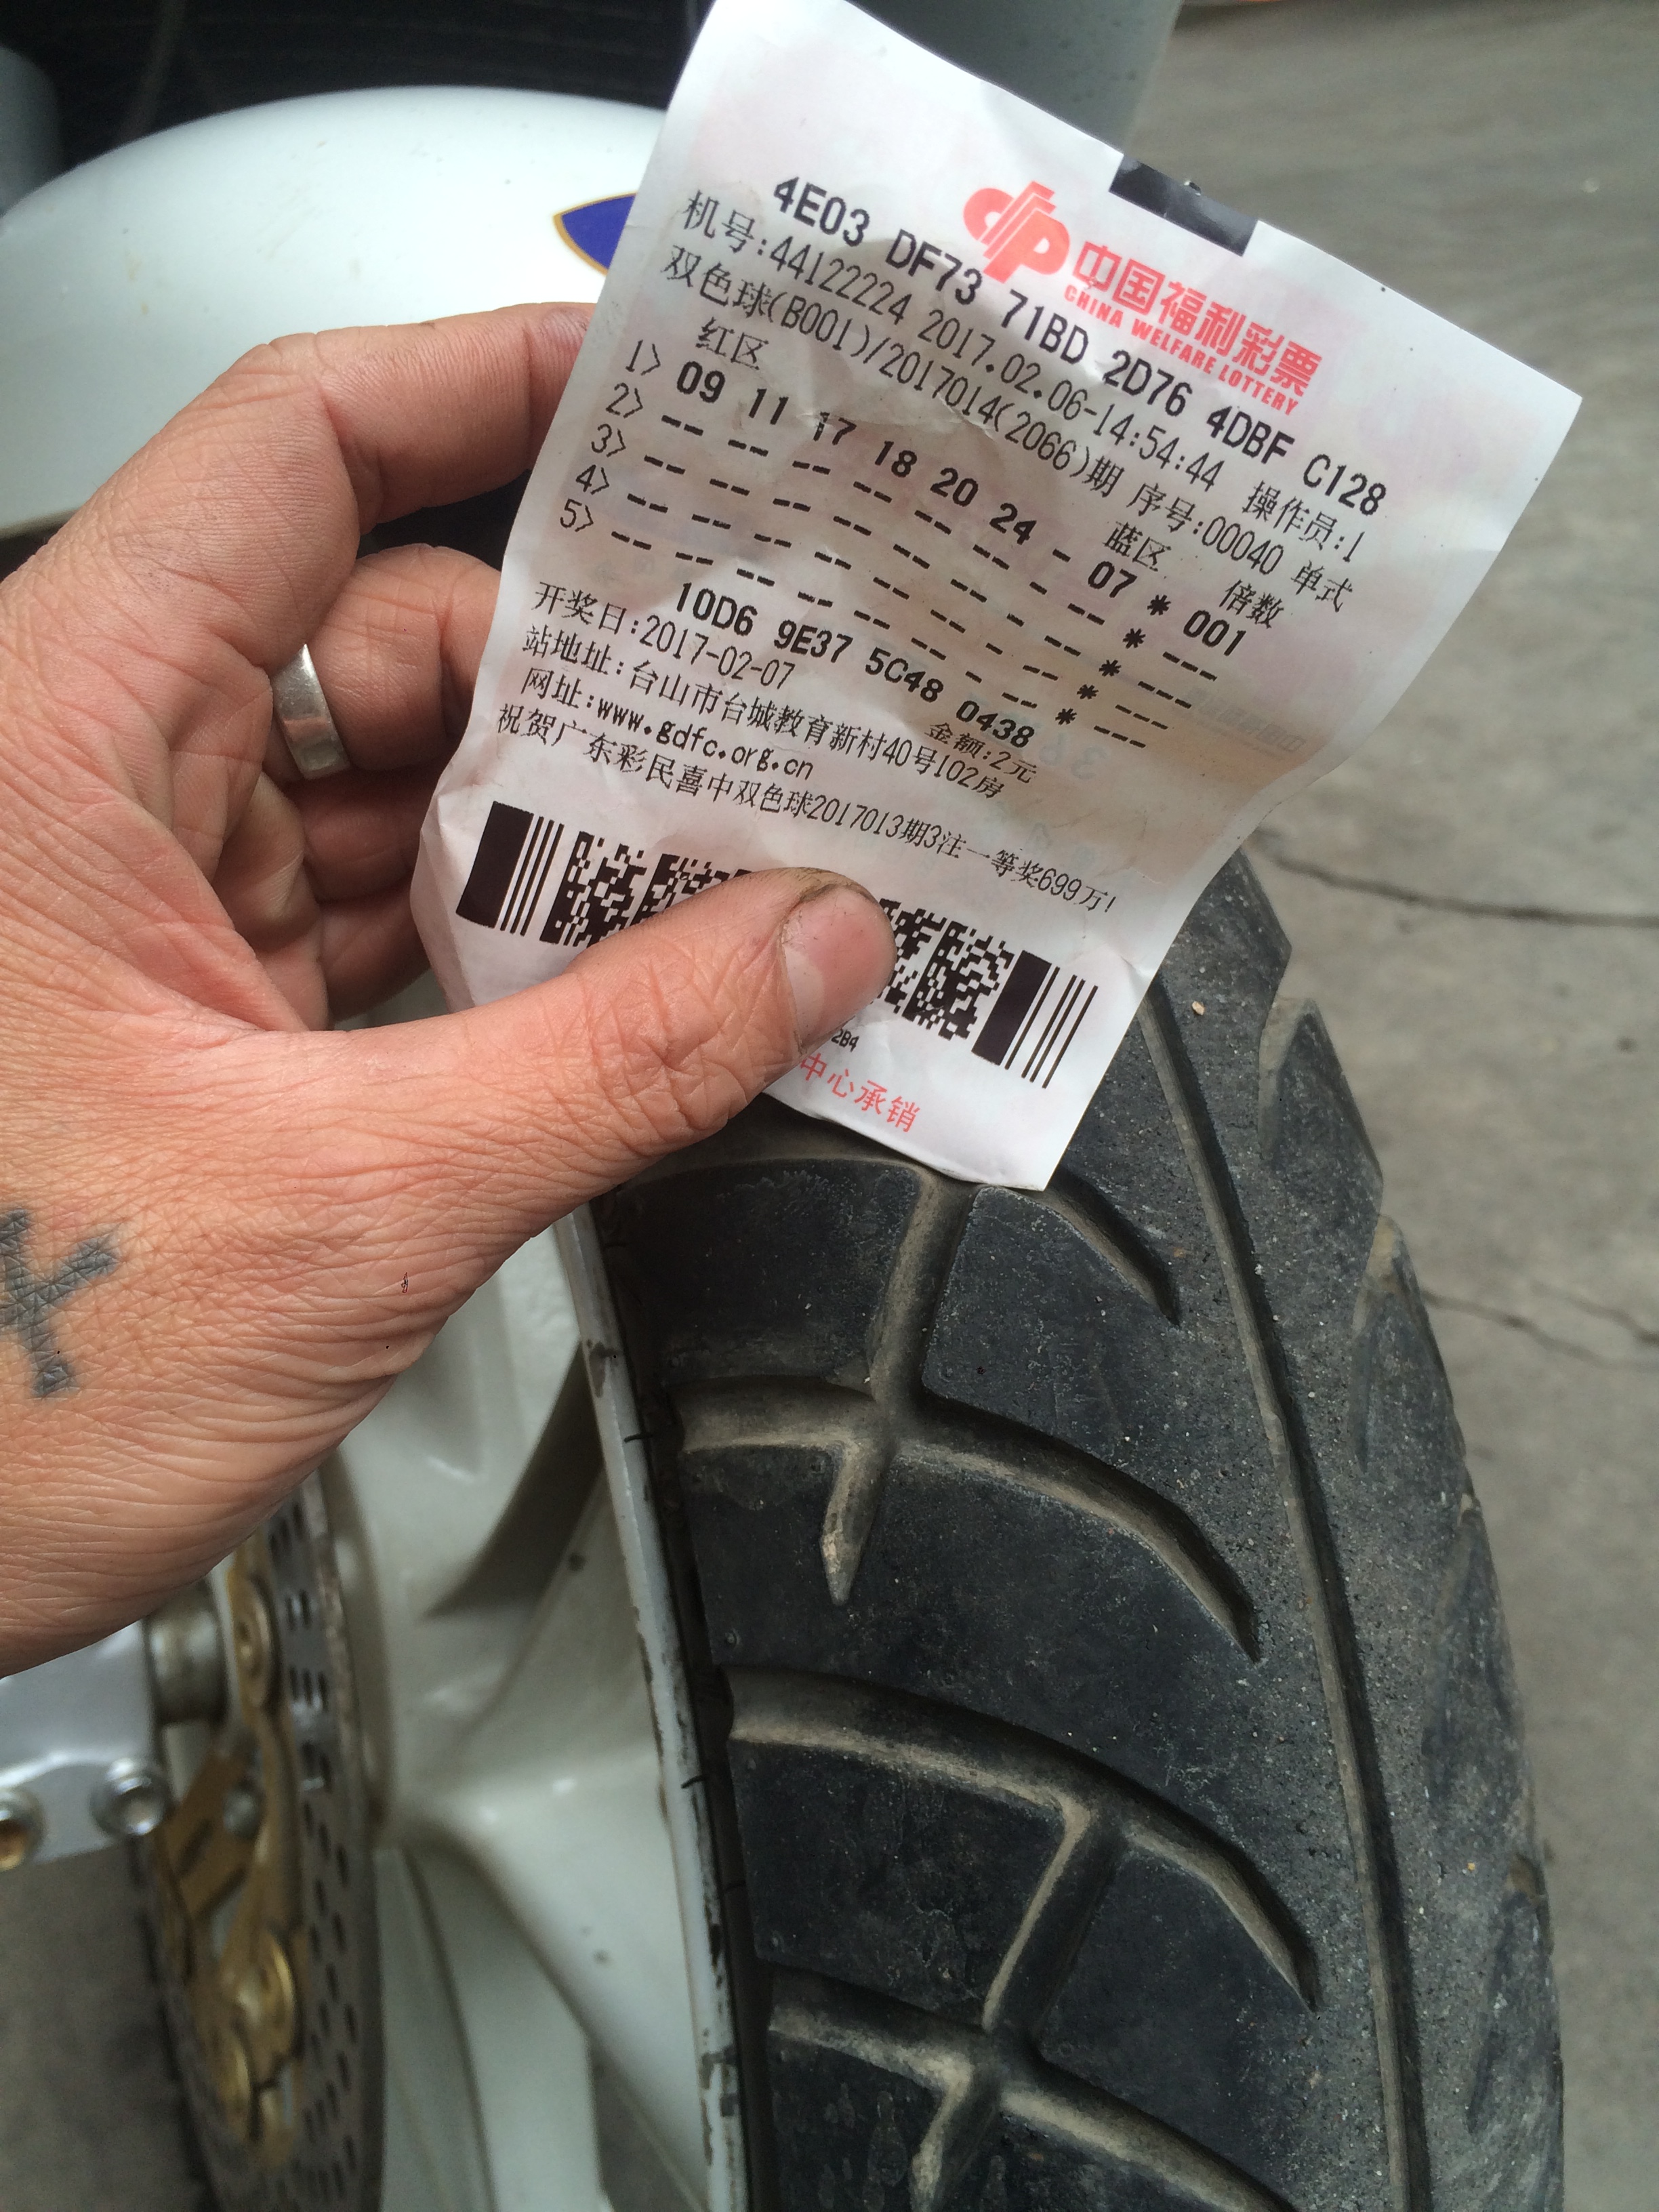 中国福利彩票
CHINA WELFARE LOTTERY
4E03 DF73 71BD 2D76 4DBF C128
机号:44122224 2017.02.06-14:54:44 操作员:1
双色球(B001)/2017014(2066)期 序号:00040 单式
红区 蓝区 倍数
1> 09 11 17 18 20 24 - 07 * 001
2> -- -- -- -- -- -- - -- * ---
3> -- -- -- -- -- -- - -- * ---
4> -- -- -- -- -- -- - -- * ---
5> -- -- -- -- -- -- - -- * ---
10D6 9E37 5C48 0438
开奖日:2017-02-07 金额:2元
站地址:台山市台城教育新村40号102房
网址:www.gdfc.org.cn
祝贺广东彩民喜中双色球2017013期3注一等奖699万!
2B4
中心承销
Y